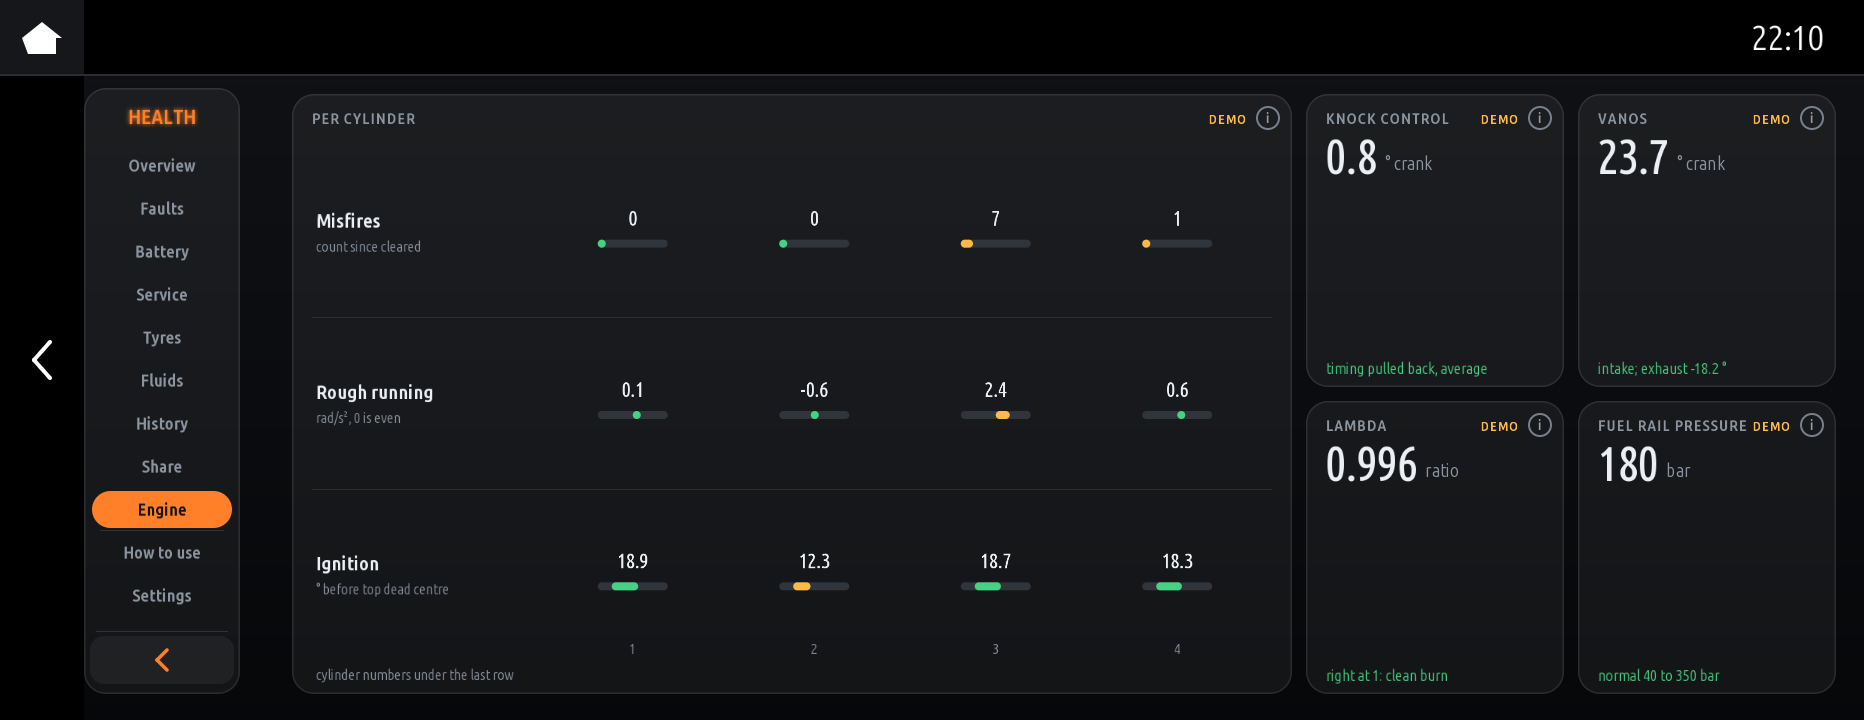 22:10
HEALTH
Overview
Faults
Battery
Service
Tyres
Fluids
History
Share
Engine
How to use
Settings
PER CYLINDER DEMO i
Misfires 0 0 7 1
count since cleared
Rough running 0.1 -0.6 2.4 0.6
rad/s², 0 is even
Ignition 18.9 12.3 18.7 18.3
° before top dead centre
1 2 3 4
cylinder numbers under the last row
KNOCK CONTROL DEMO i
0.8 ° crank
timing pulled back, average
VANOS DEMO i
23.7 ° crank
intake; exhaust -18.2 °
LAMBDA DEMO i
0.996 ratio
right at 1: clean burn
FUEL RAIL PRESSURE DEMO i
180 bar
normal 40 to 350 bar